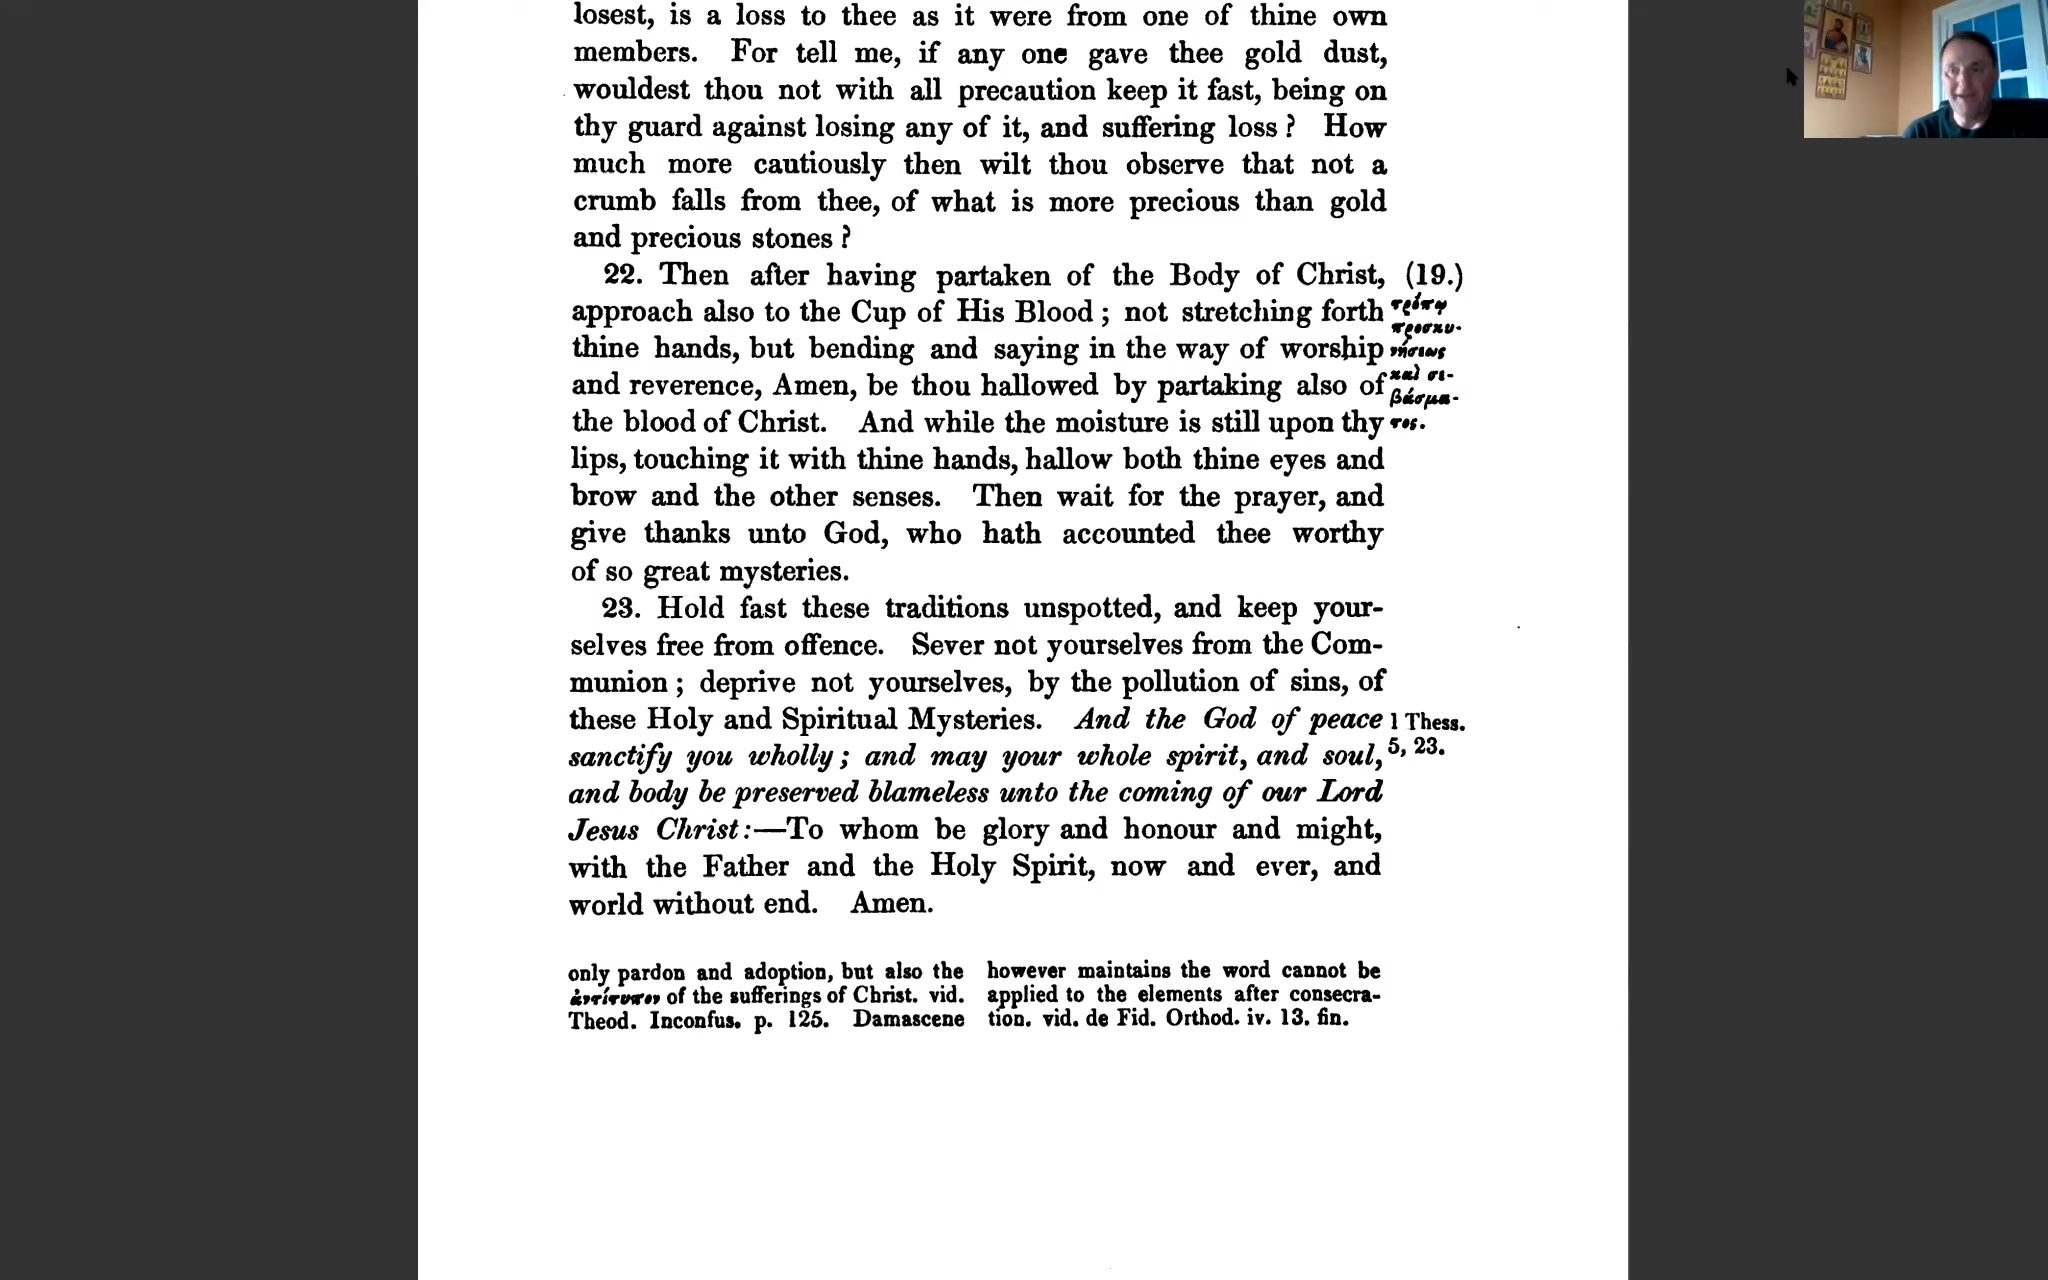 losest, is a loss to thee as it were from one of thine own
members. For tell me, if any one gave thee gold dust,
wouldest thou not with all precaution keep it fast, being on
thy guard against losing any of it, and suffering loss? How
much more cautiously then wilt thou observe that not a
crumb falls from thee, of what is more precious than gold
and precious stones?
22. Then after having partaken of the Body of Christ, (19.)
approach also to the Cup of His Blood; not stretching forth τρόπῳ
προσκυ-
thine hands, but bending and saying in the way of worship νήσεως
and reverence, Amen, be thou hallowed by partaking also of καὶ σε-
βάσμα-
the blood of Christ. And while the moisture is still upon thy τος.
lips, touching it with thine hands, hallow both thine eyes and
brow and the other senses. Then wait for the prayer, and
give thanks unto God, who hath accounted thee worthy
of so great mysteries.
23. Hold fast these traditions unspotted, and keep your-
selves free from offence. Sever not yourselves from the Com-
munion; deprive not yourselves, by the pollution of sins, of
these Holy and Spiritual Mysteries. And the God of peace 1 Thess.
sanctify you wholly; and may your whole spirit, and soul, 5, 23.
and body be preserved blameless unto the coming of our Lord
Jesus Christ:—To whom be glory and honour and might,
with the Father and the Holy Spirit, now and ever, and
world without end. Amen.
only pardon and adoption, but also the
ἀντίτυπον of the sufferings of Christ. vid.
Theod. Inconfus. p. 125. Damascene
however maintains the word cannot be
applied to the elements after consecra-
tion. vid. de Fid. Orthod. iv. 13. fin.